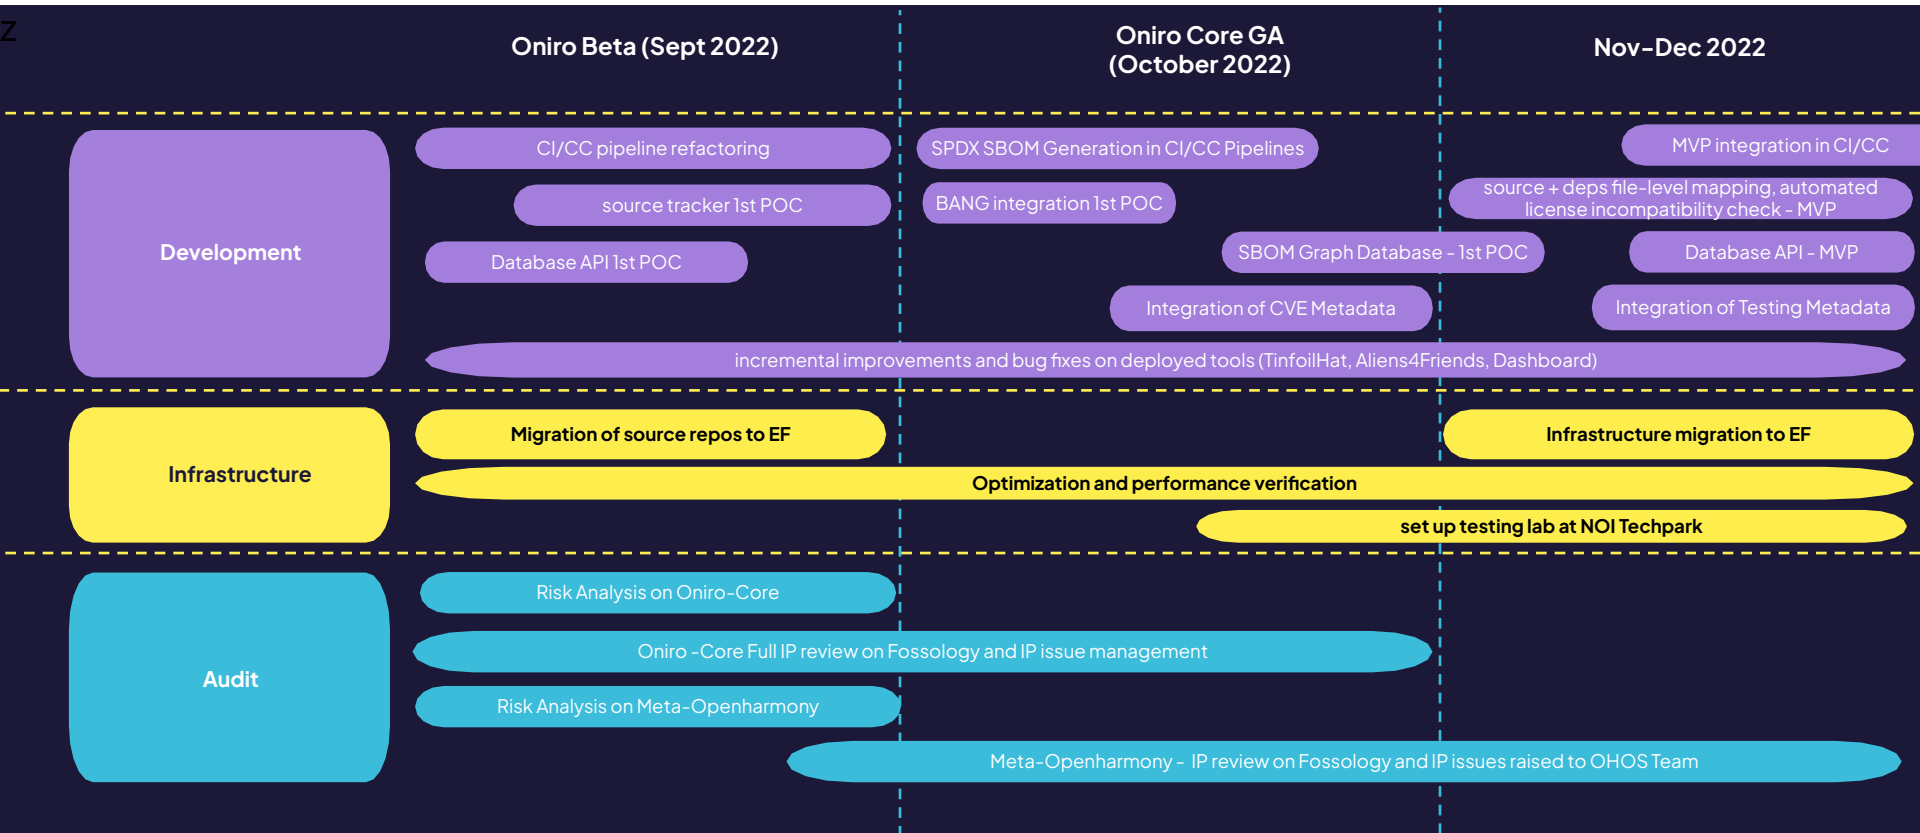 z
Oniro Beta (Sept 2022)
Oniro Core GA
(October 2022)
Nov-Dec 2022
Development
CI/CC pipeline refactoring
SPDX SBOM Generation in CI/CC Pipelines
MVP integration in CI/CC
source tracker 1st POC
BANG integration 1st POC
source + deps file-level mapping, automated
license incompatibility check - MVP
Database API 1st POC
SBOM Graph Database - 1st POC
Database API - MVP
Integration of CVE Metadata
Integration of Testing Metadata
incremental improvements and bug fixes on deployed tools (TinfoilHat, Aliens4Friends, Dashboard)
Infrastructure
Migration of source repos to EF
Infrastructure migration to EF
Optimization and performance verification
set up testing lab at NOI Techpark
Audit
Risk Analysis on Oniro-Core
Oniro -Core Full IP review on Fossology and IP issue management
Risk Analysis on Meta-Openharmony
Meta-Openharmony - IP review on Fossology and IP issues raised to OHOS Team